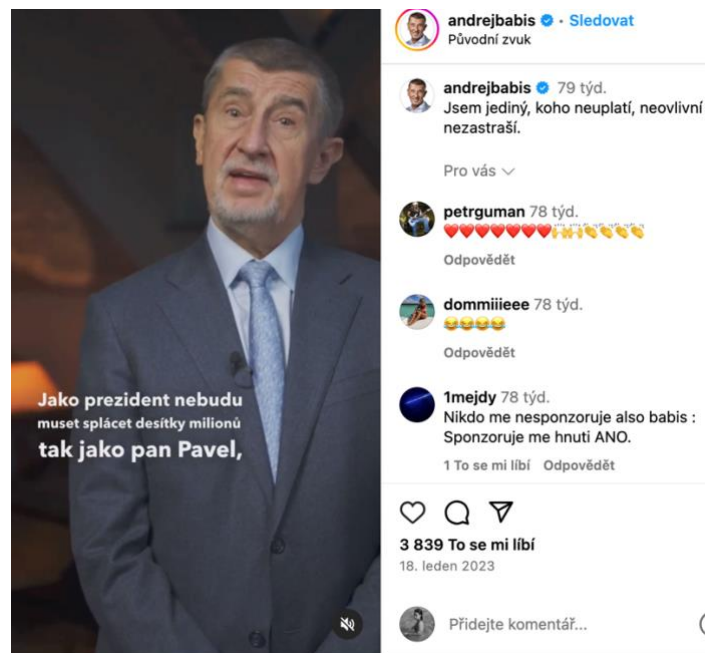 Jako prezident nebudu
muset splácet desítky milionů
tak jako pan Pavel,
andrejbabis • Sledovat
Původní zvuk
andrejbabis 79 týd.
Jsem jediný, koho neuplatí, neovlivní
nezastraší.
Pro vás
petrguman 78 týd.
❤️❤️❤️❤️❤️❤️❤️🙌🙌👏👏👏👏
Odpovědět
dommiiieeee 78 týd.
😂😂😂😂
Odpovědět
1mejdy 78 týd.
Nikdo me nesponzoruje also babis :
Sponzoruje me hnuti ANO.
1 To se mi líbí Odpovědět
3 839 To se mi líbí
18. leden 2023
Přidejte komentář...